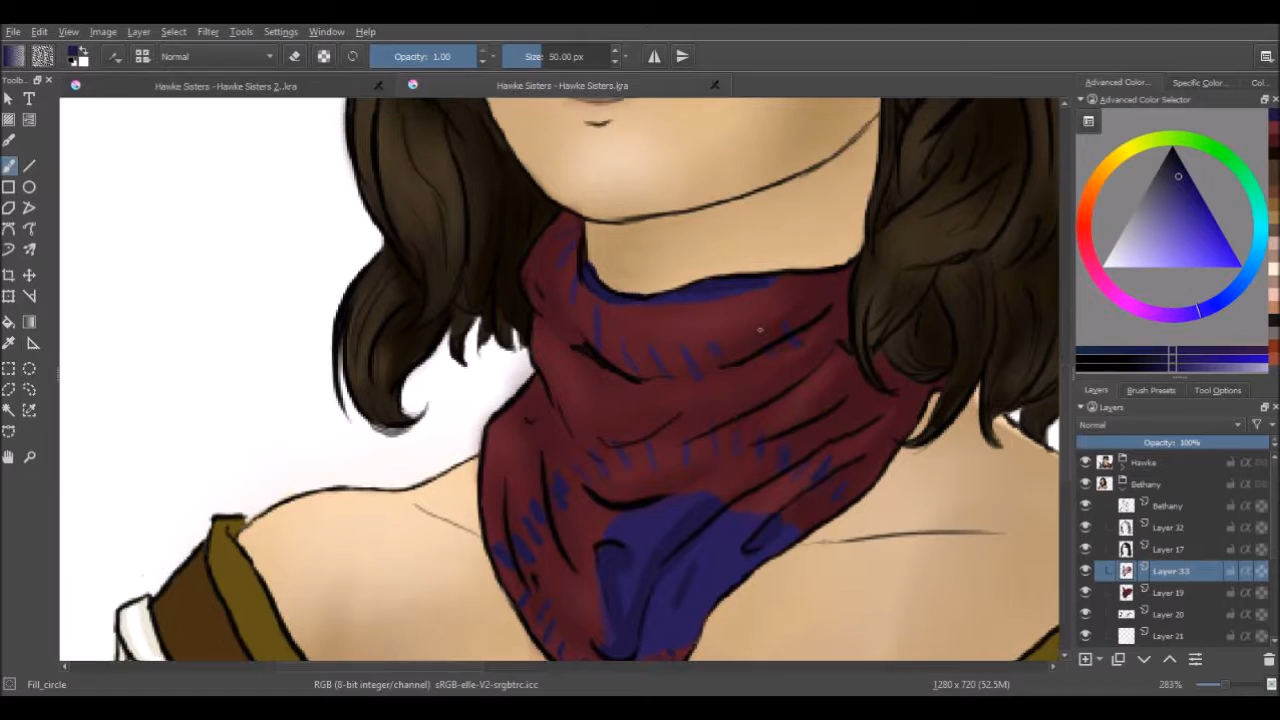 File Edit View Image Layer Select Filter Tools Settings Window Help
Normal Opacity: 1.00 Size: 50.00 px
Toolb...
Hawke Sisters - Hawke Sisters 2..kra
Hawke Sisters - Hawke Sisters.kra
Advanced Color... Specific Color... Col...
Advanced Color Selector
Layers Brush Presets Tool Options
Layers
Normal
Opacity: 100%
Hawke
Bethany
Bethany
Layer 32
Layer 17
Layer 33
Layer 19
Layer 20
Layer 21
Fill_circle RGB (8-bit integer/channel) sRGB-elle-V2-srgbtrc.icc 1280 x 720 (52.5M) 283%